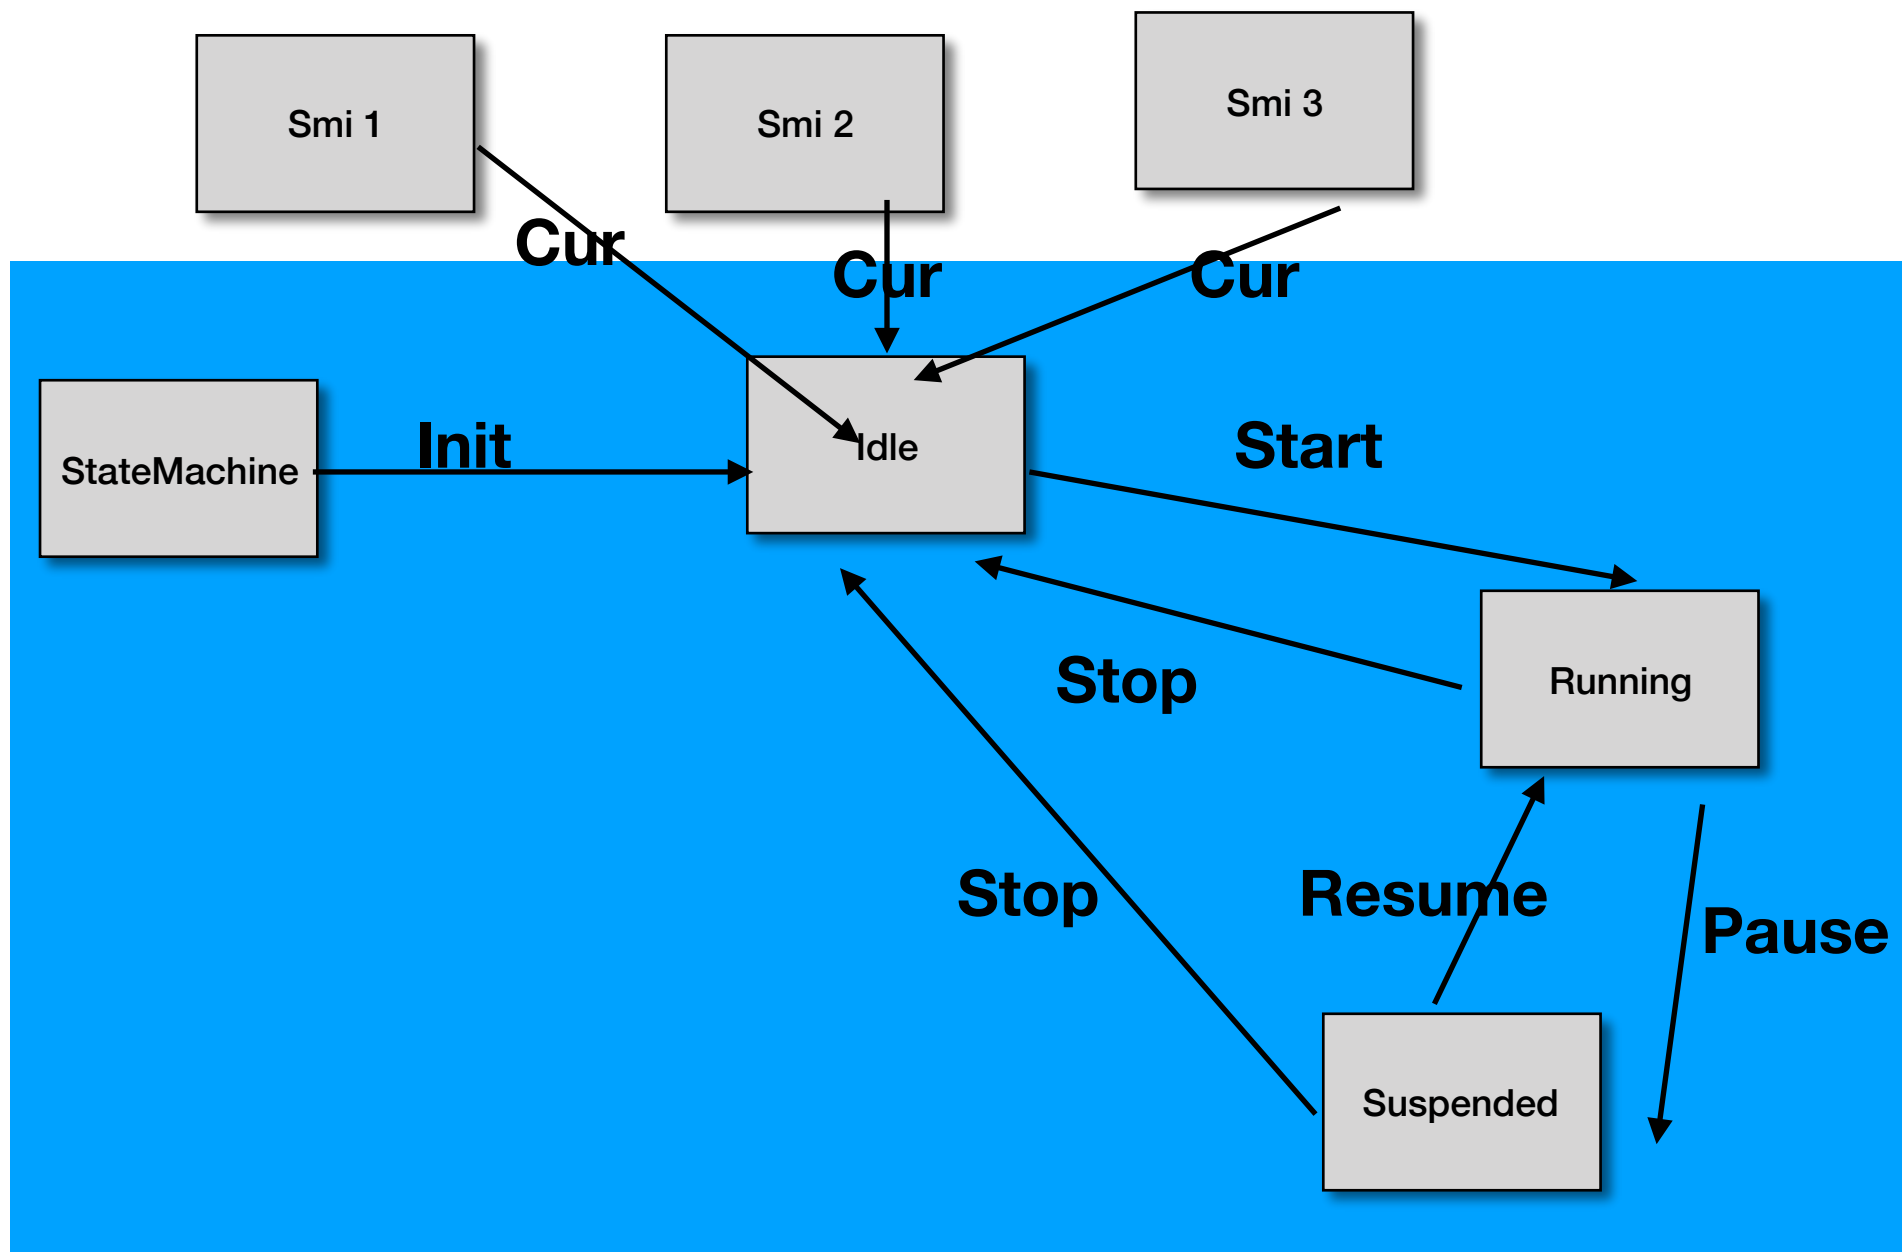 Smi 1
Smi 2
Smi 3
Cur
Cur
Cur
StateMachine
Init
Idle
Start
Stop
Running
Stop
Resume
Pause
Suspended